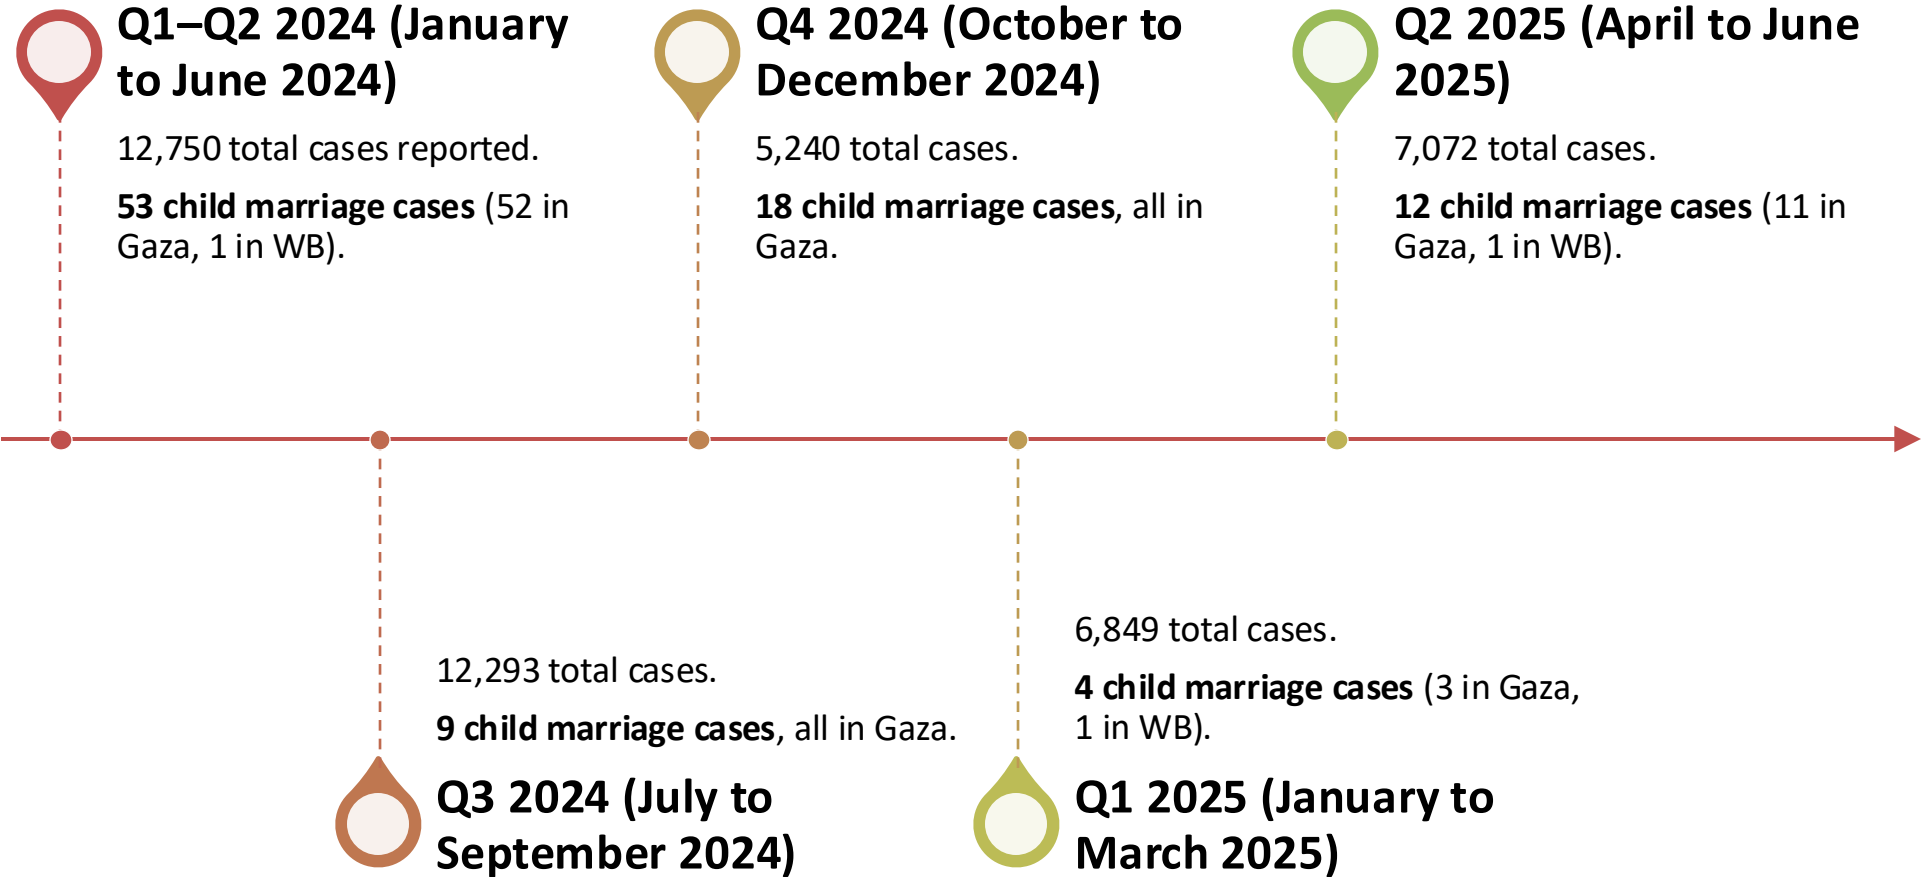 Q1–Q2 2024 (January
to June 2024)
12,750 total cases reported.
53 child marriage cases (52 in
Gaza, 1 in WB).
12,293 total cases.
9 child marriage cases, all in Gaza.
Q3 2024 (July to
September 2024)
Q4 2024 (October to
December 2024)
5,240 total cases.
18 child marriage cases, all in
Gaza.
6,849 total cases.
4 child marriage cases (3 in Gaza,
1 in WB).
Q1 2025 (January to
March 2025)
Q2 2025 (April to June
2025)
7,072 total cases.
12 child marriage cases (11 in
Gaza, 1 in WB).